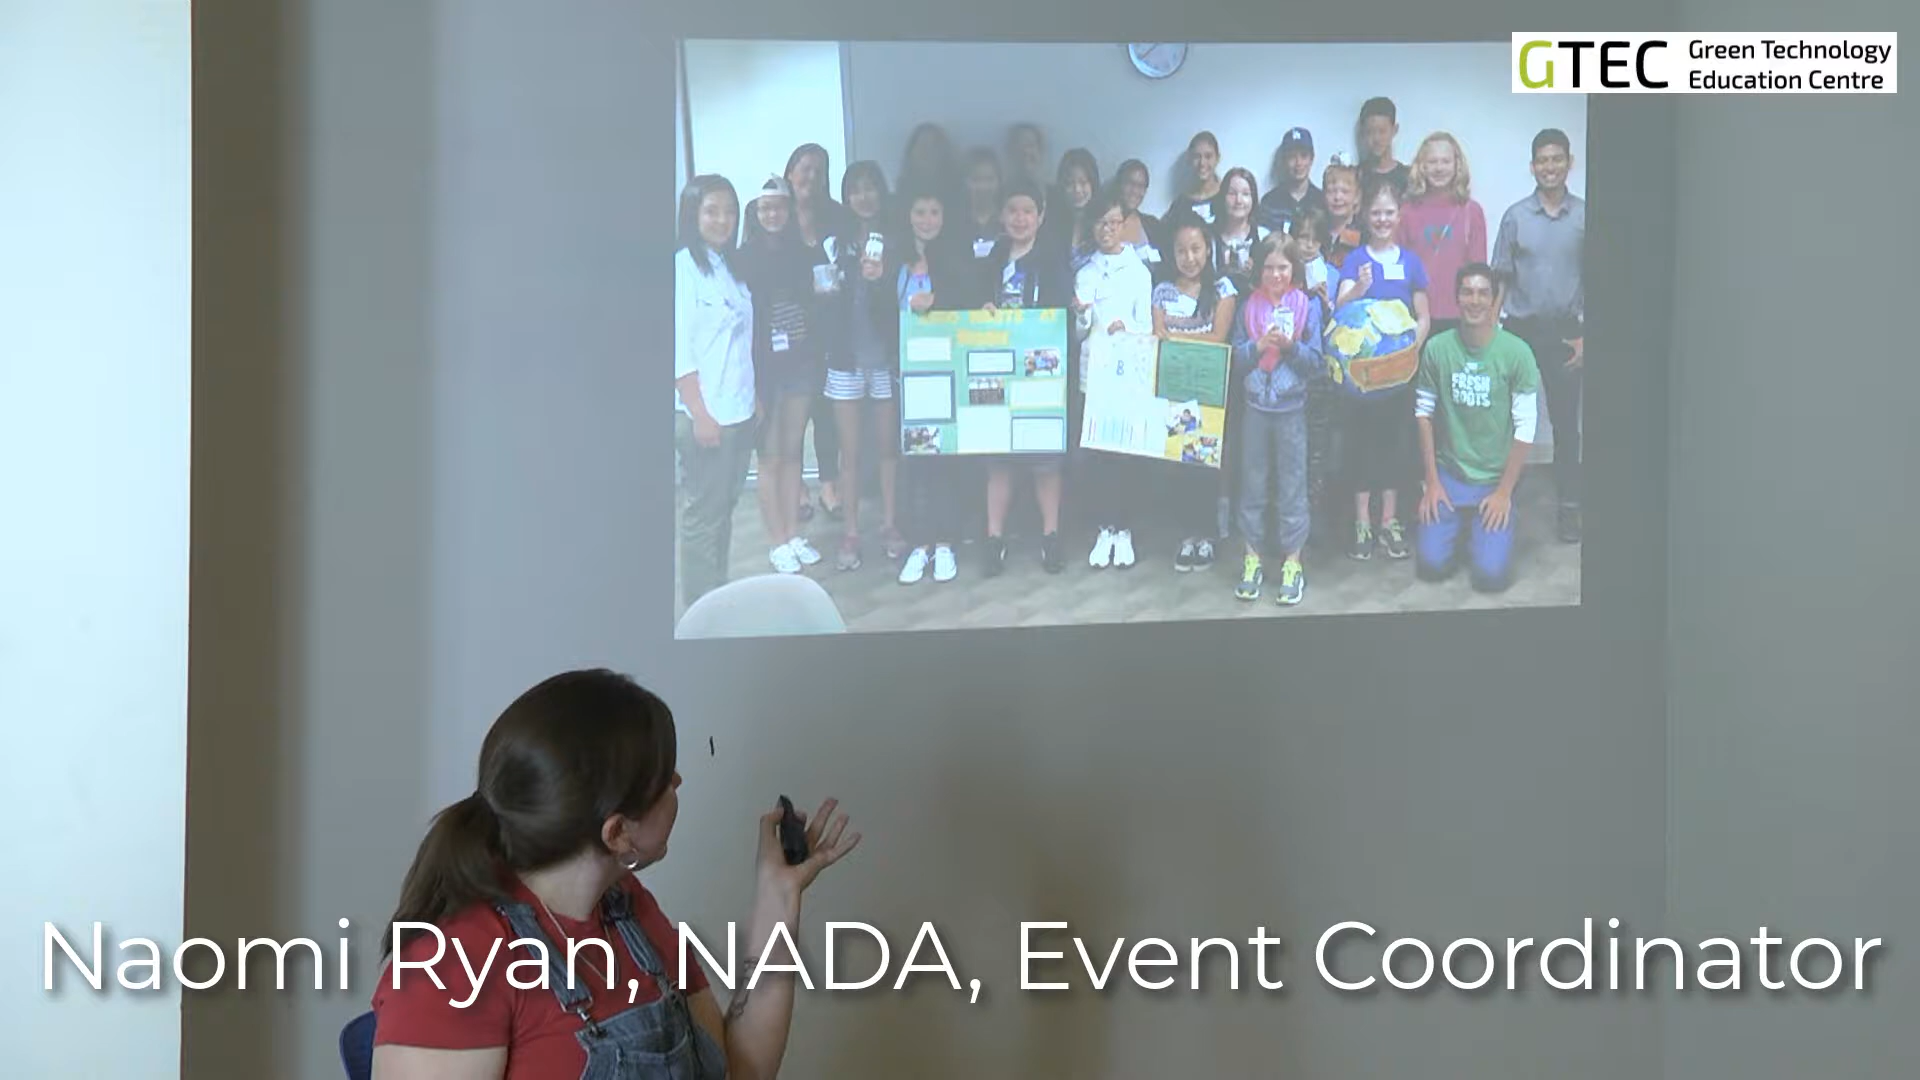 GTEC
Green Technology
Education Centre
FRESH
ROOTS
Naomi Ryan, NADA, Event Coordinator